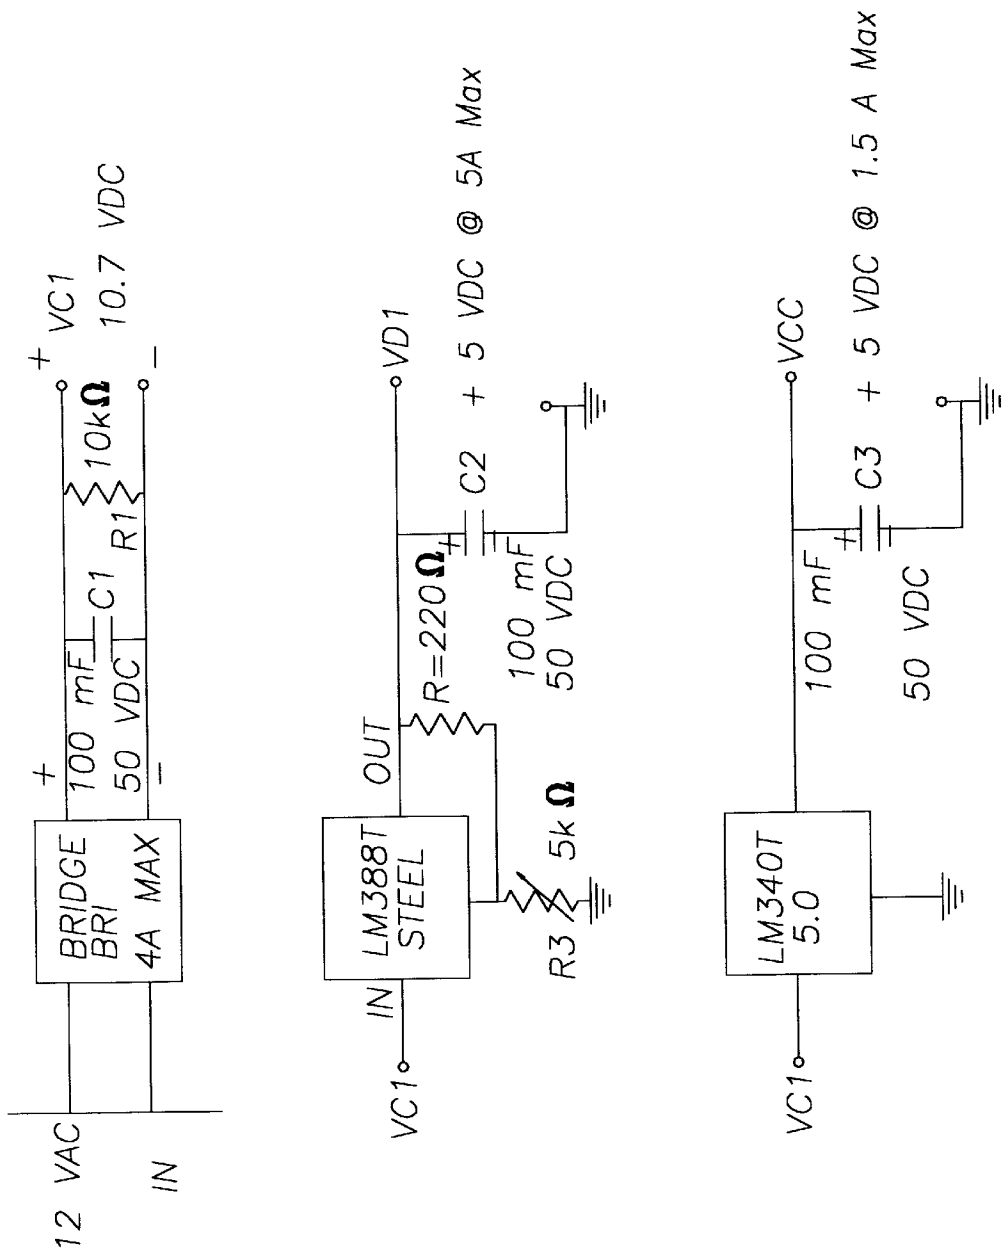 12 VAC
IN
BRIDGE
BRI
4A MAX
+
-
100 mF
50 VDC
C1
R1
10kΩ
+
-
VC1
10.7 VDC
VC1
IN
LM388T
STEEL
OUT
R3
5kΩ
R=220Ω
100 mF
50 VDC
+
-
C2
VD1
+ 5 VDC @ 5A Max
VC1
LM340T
5.0
100 mF
50 VDC
+
-
C3
VCC
+ 5 VDC @ 1.5 A Max